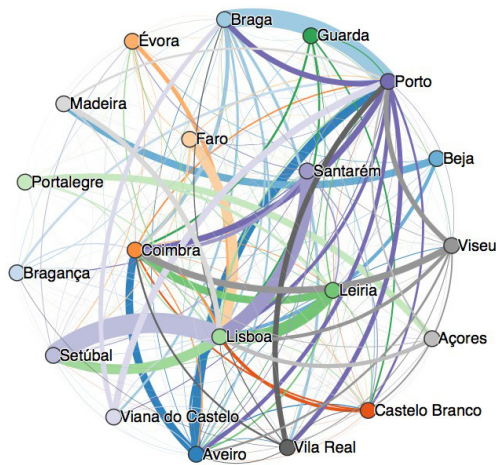 Braga
Guarda
Évora
Porto
Madeira
Faro
Beja
Santarém
Portalegre
Viseu
Coimbra
Bragança
Leiria
Lisboa
Açores
Setúbal
Castelo Branco
Viana do Castelo
Vila Real
Aveiro